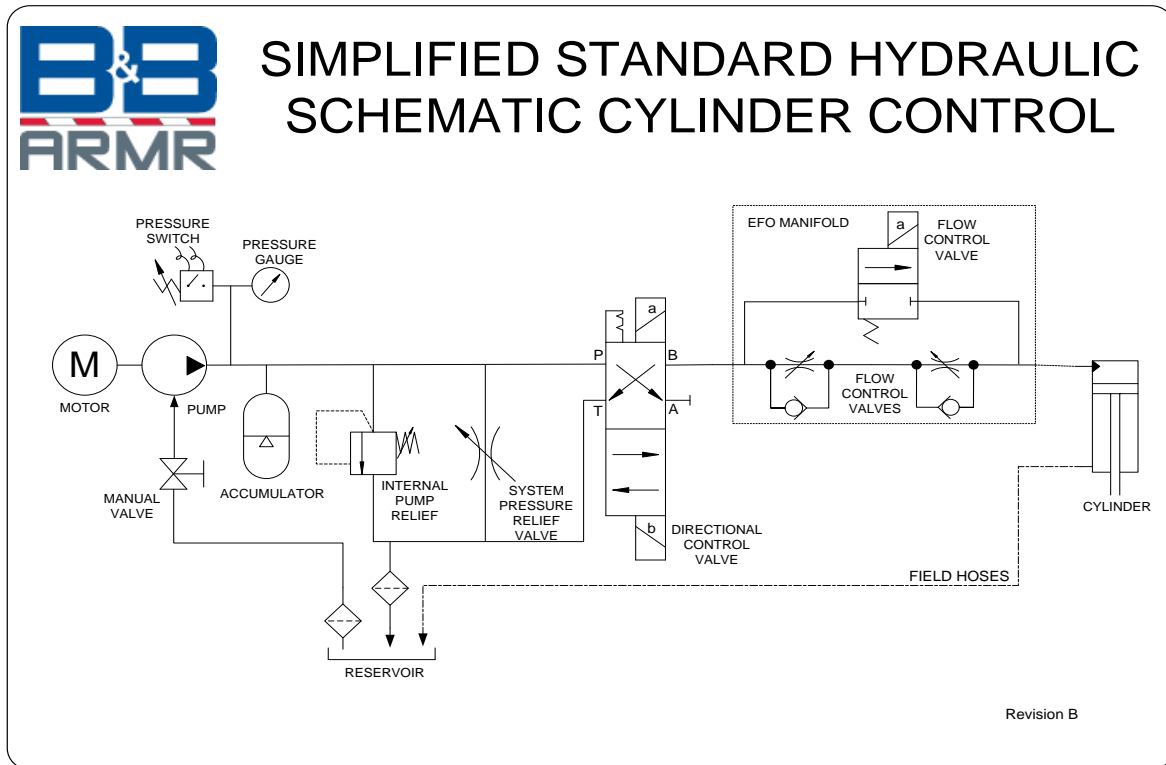 B&B
ARMR
SIMPLIFIED STANDARD HYDRAULIC
SCHEMATIC CYLINDER CONTROL
PRESSURE
SWITCH
PRESSURE
GAUGE
EFO MANIFOLD
a
FLOW
CONTROL
VALVE
a
M
MOTOR
PUMP
P
B
T
A
FLOW
CONTROL
VALVES
MANUAL
VALVE
ACCUMULATOR
INTERNAL
PUMP
RELIEF
SYSTEM
PRESSURE
RELIEF
VALVE
b
DIRECTIONAL
CONTROL
VALVE
CYLINDER
FIELD HOSES
RESERVOIR
Revision B